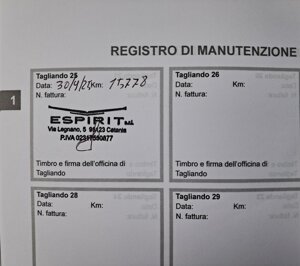 REGISTRO DI MANUTENZIONE
1
Tagliando 25
Data: 30/4/25 Km: 15778
N. fattura:
ESPIRIT s.r.l.
Via Legnano, 5 95123 Catania
P.IVA
Timbro e firma dell'officina di
Tagliando
Tagliando 26
Data: Km:
N. fattura:
Timbro e firma dell'officina di
Tagliando
Tagliando 28
Data: Km:
N. fattura:
Tagliando 29
Data: Km:
N. fattura: